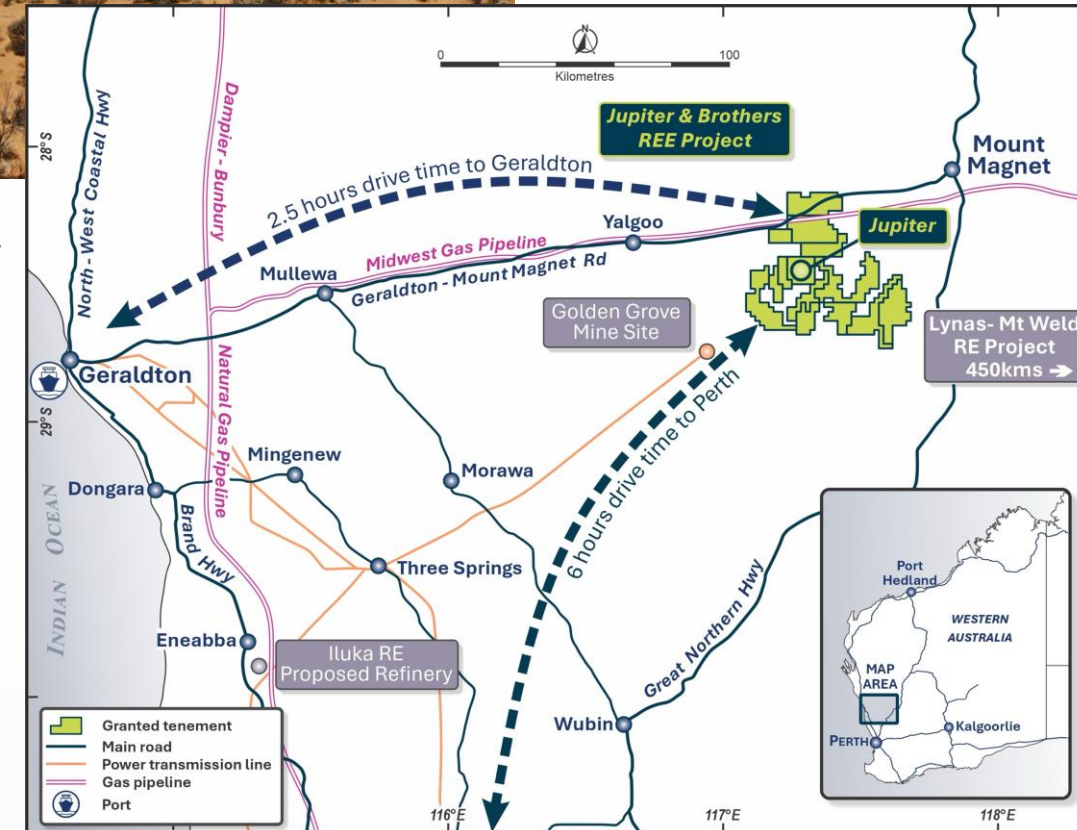 0
100
Kilometres
N
28°S
29°S
North-West Coastal Hwy
Dampier - Bunbury
Natural Gas Pipeline
Jupiter & Brothers
REE Project
2.5 hours drive time to Geraldton
Mount
Magnet
Yalgoo
Jupiter
Midwest Gas Pipeline
Geraldton - Mount Magnet Rd
Mullewa
Golden Grove
Mine Site
Lynas- Mt Weld
RE Project
450kms
Geraldton
6 hours drive time to Perth
Mingenew
Morawa
Dongara
INDIAN OCEAN
Brand Hwy
Three Springs
Eneabba
Iluka RE
Proposed Refinery
Great Northern Hwy
Wubin
Port
Hedland
WESTERN
AUSTRALIA
MAP
AREA
Kalgoorlie
PERTH
Granted tenement
Main road
Power transmission line
Gas pipeline
Port
116°E
117°E
118°E